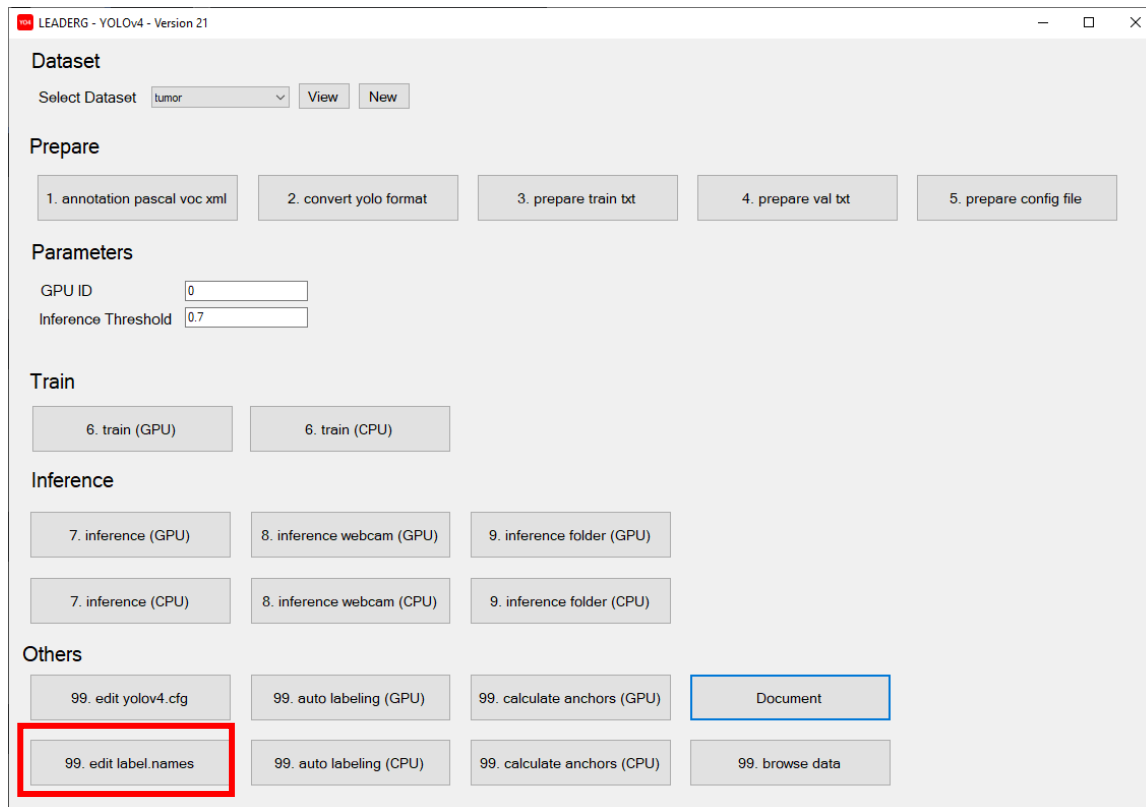 YO4 LEADERG - YOLOv4 - Version 21
Dataset
Select Dataset tumor View New
Prepare
1. annotation pascal voc xml 2. convert yolo format 3. prepare train txt 4. prepare val txt 5. prepare config file
Parameters
GPU ID 0
Inference Threshold 0.7
Train
6. train (GPU) 6. train (CPU)
Inference
7. inference (GPU) 8. inference webcam (GPU) 9. inference folder (GPU)
7. inference (CPU) 8. inference webcam (CPU) 9. inference folder (CPU)
Others
99. edit yolov4.cfg 99. auto labeling (GPU) 99. calculate anchors (GPU) Document
99. edit label.names 99. auto labeling (CPU) 99. calculate anchors (CPU) 99. browse data